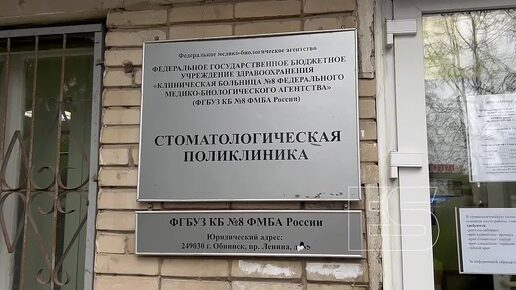 Федеральное медико-биологическое агентство
ФЕДЕРАЛЬНОЕ ГОСУДАРСТВЕННОЕ БЮДЖЕТНОЕ
УЧРЕЖДЕНИЕ ЗДРАВООХРАНЕНИЯ
«КЛИНИЧЕСКАЯ БОЛЬНИЦА №8 ФЕДЕРАЛЬНОГО
МЕДИКО-БИОЛОГИЧЕСКОГО АГЕНТСТВА»
(ФГБУЗ КБ №8 ФМБА России)
СТОМАТОЛОГИЧЕСКАЯ
ПОЛИКЛИНИКА
ФГБУЗ КБ №8 ФМБА России
Юридический адрес:
249030 г. Обнинск, пр. Ленина,